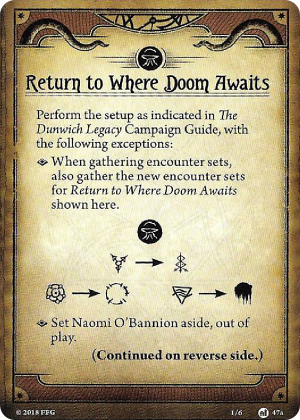 Return to Where Doom Awaits
Perform the setup as indicated in The
Dunwich Legacy Campaign Guide, with
the following exceptions:
When gathering encounter sets,
also gather the new encounter sets
for Return to Where Doom Awaits
shown here.
Set Naomi O'Bannion aside, out of
play.
(Continued on reverse side.)
© 2018 FFG
1/6
47a